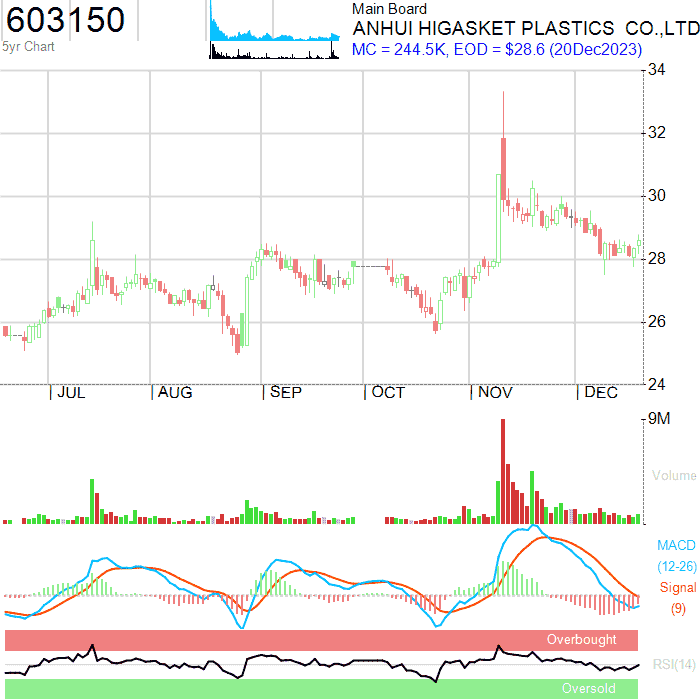 603150
5yr Chart
Main Board
ANHUI HIGASKET PLASTICS CO.,LTD
MC = 244.5K, EOD = $28.6 (20Dec2023)
34
32
30
28
26
24
JUL AUG SEP OCT NOV DEC
9M
Volume
MACD
(12-26)
Signal
(9)
Overbought
RSI(14)
Oversold